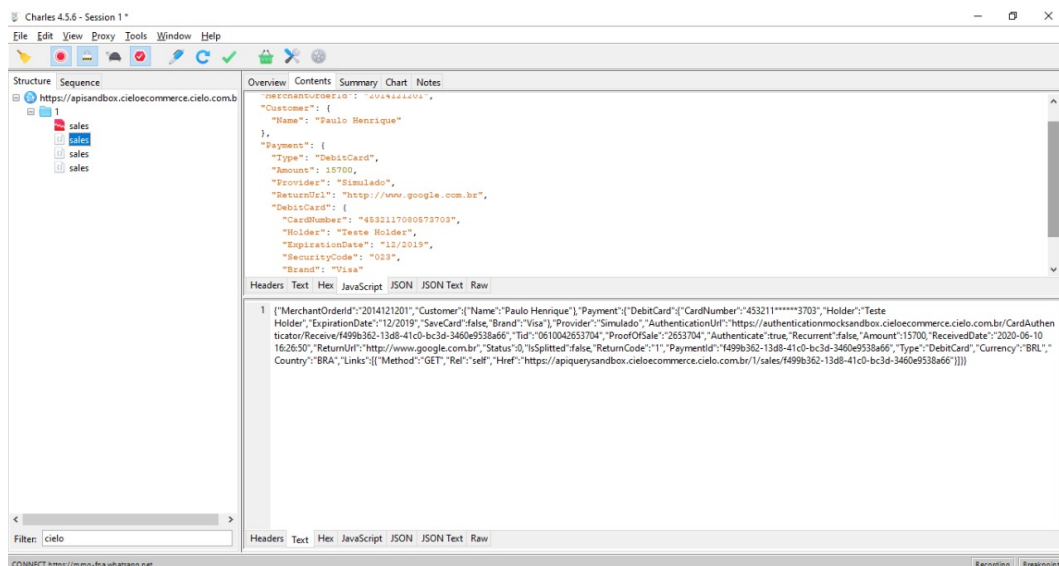 Charles 4.5.6 - Session 1 *
File Edit View Proxy Tools Window Help
Structure Sequence
https://apisandbox.cieloecommerce.cielo.com.b
1
sales
sales
sales
sales
Filter: cielo
Overview Contents Summary Chart Notes
"MerchantOrderId": "2014121201",
"Customer": {
"Name": "Paulo Henrique"
},
"Payment": {
"Type": "DebitCard",
"Amount": 15700,
"Provider": "Simulado",
"ReturnUrl": "http://www.google.com.br",
"DebitCard": {
"CardNumber": "4532117080573703",
"Holder": "Teste Holder",
"ExpirationDate": "12/2019",
"SecurityCode": "023",
"Brand": "Visa"
Headers Text Hex JavaScript JSON JSON Text Raw
1 {"MerchantOrderId":"2014121201","Customer":{"Name":"Paulo Henrique"},"Payment":{"DebitCard":{"CardNumber":"453211******3703","Holder":"Teste
Holder","ExpirationDate":"12/2019","SaveCard":false,"Brand":"Visa"},"Provider":"Simulado","AuthenticationUrl":"https://authenticationmocksandbox.cieloecommerce.cielo.com.br/CardAuthen
ticator/Receive/f499b362-13d8-41c0-bc3d-3460e9538a66","Tid":"0610042653704","ProofOfSale":"2653704","Authenticate":true,"Recurrent":false,"Amount":15700,"ReceivedDate":"2020-06-10
16:26:50","ReturnUrl":"http://www.google.com.br","Status":0,"IsSplitted":false,"ReturnCode":"1","PaymentId":"f499b362-13d8-41c0-bc3d-3460e9538a66","Type":"DebitCard","Currency":"BRL","
Country":"BRA","Links":[{"Method":"GET","Rel":"self","Href":"https://apiquerysandbox.cieloecommerce.cielo.com.br/1/sales/f499b362-13d8-41c0-bc3d-3460e9538a66"}]}}
Headers Text Hex JavaScript JSON JSON Text Raw
CONNECT https://mmg-fna.whatsapp.net
Recording Breakpoint